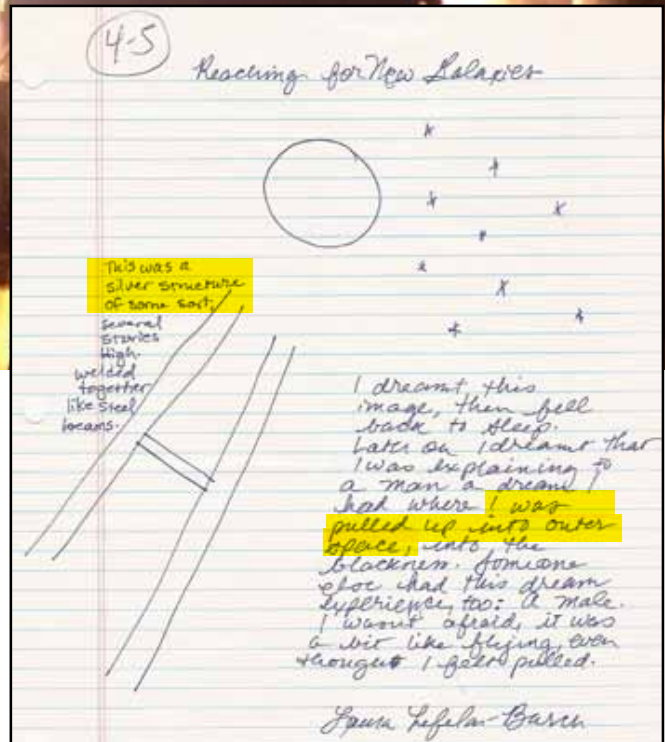 4-5
Reaching for New Galaxies
This was a
silver structure
of some sort,
several
stories
high.
welded
together
like steel
beams.
I dreamt this
image, then fell
back to sleep.
Later on I dreamt that
I was explaining to
a man a dream I
had where I was
pulled up into outer
space, into the
blackness. Someone
else had this dream
experience, too: a male.
I wasn't afraid, it was
a bit like flying, even
thought I felt pulled.
Laura